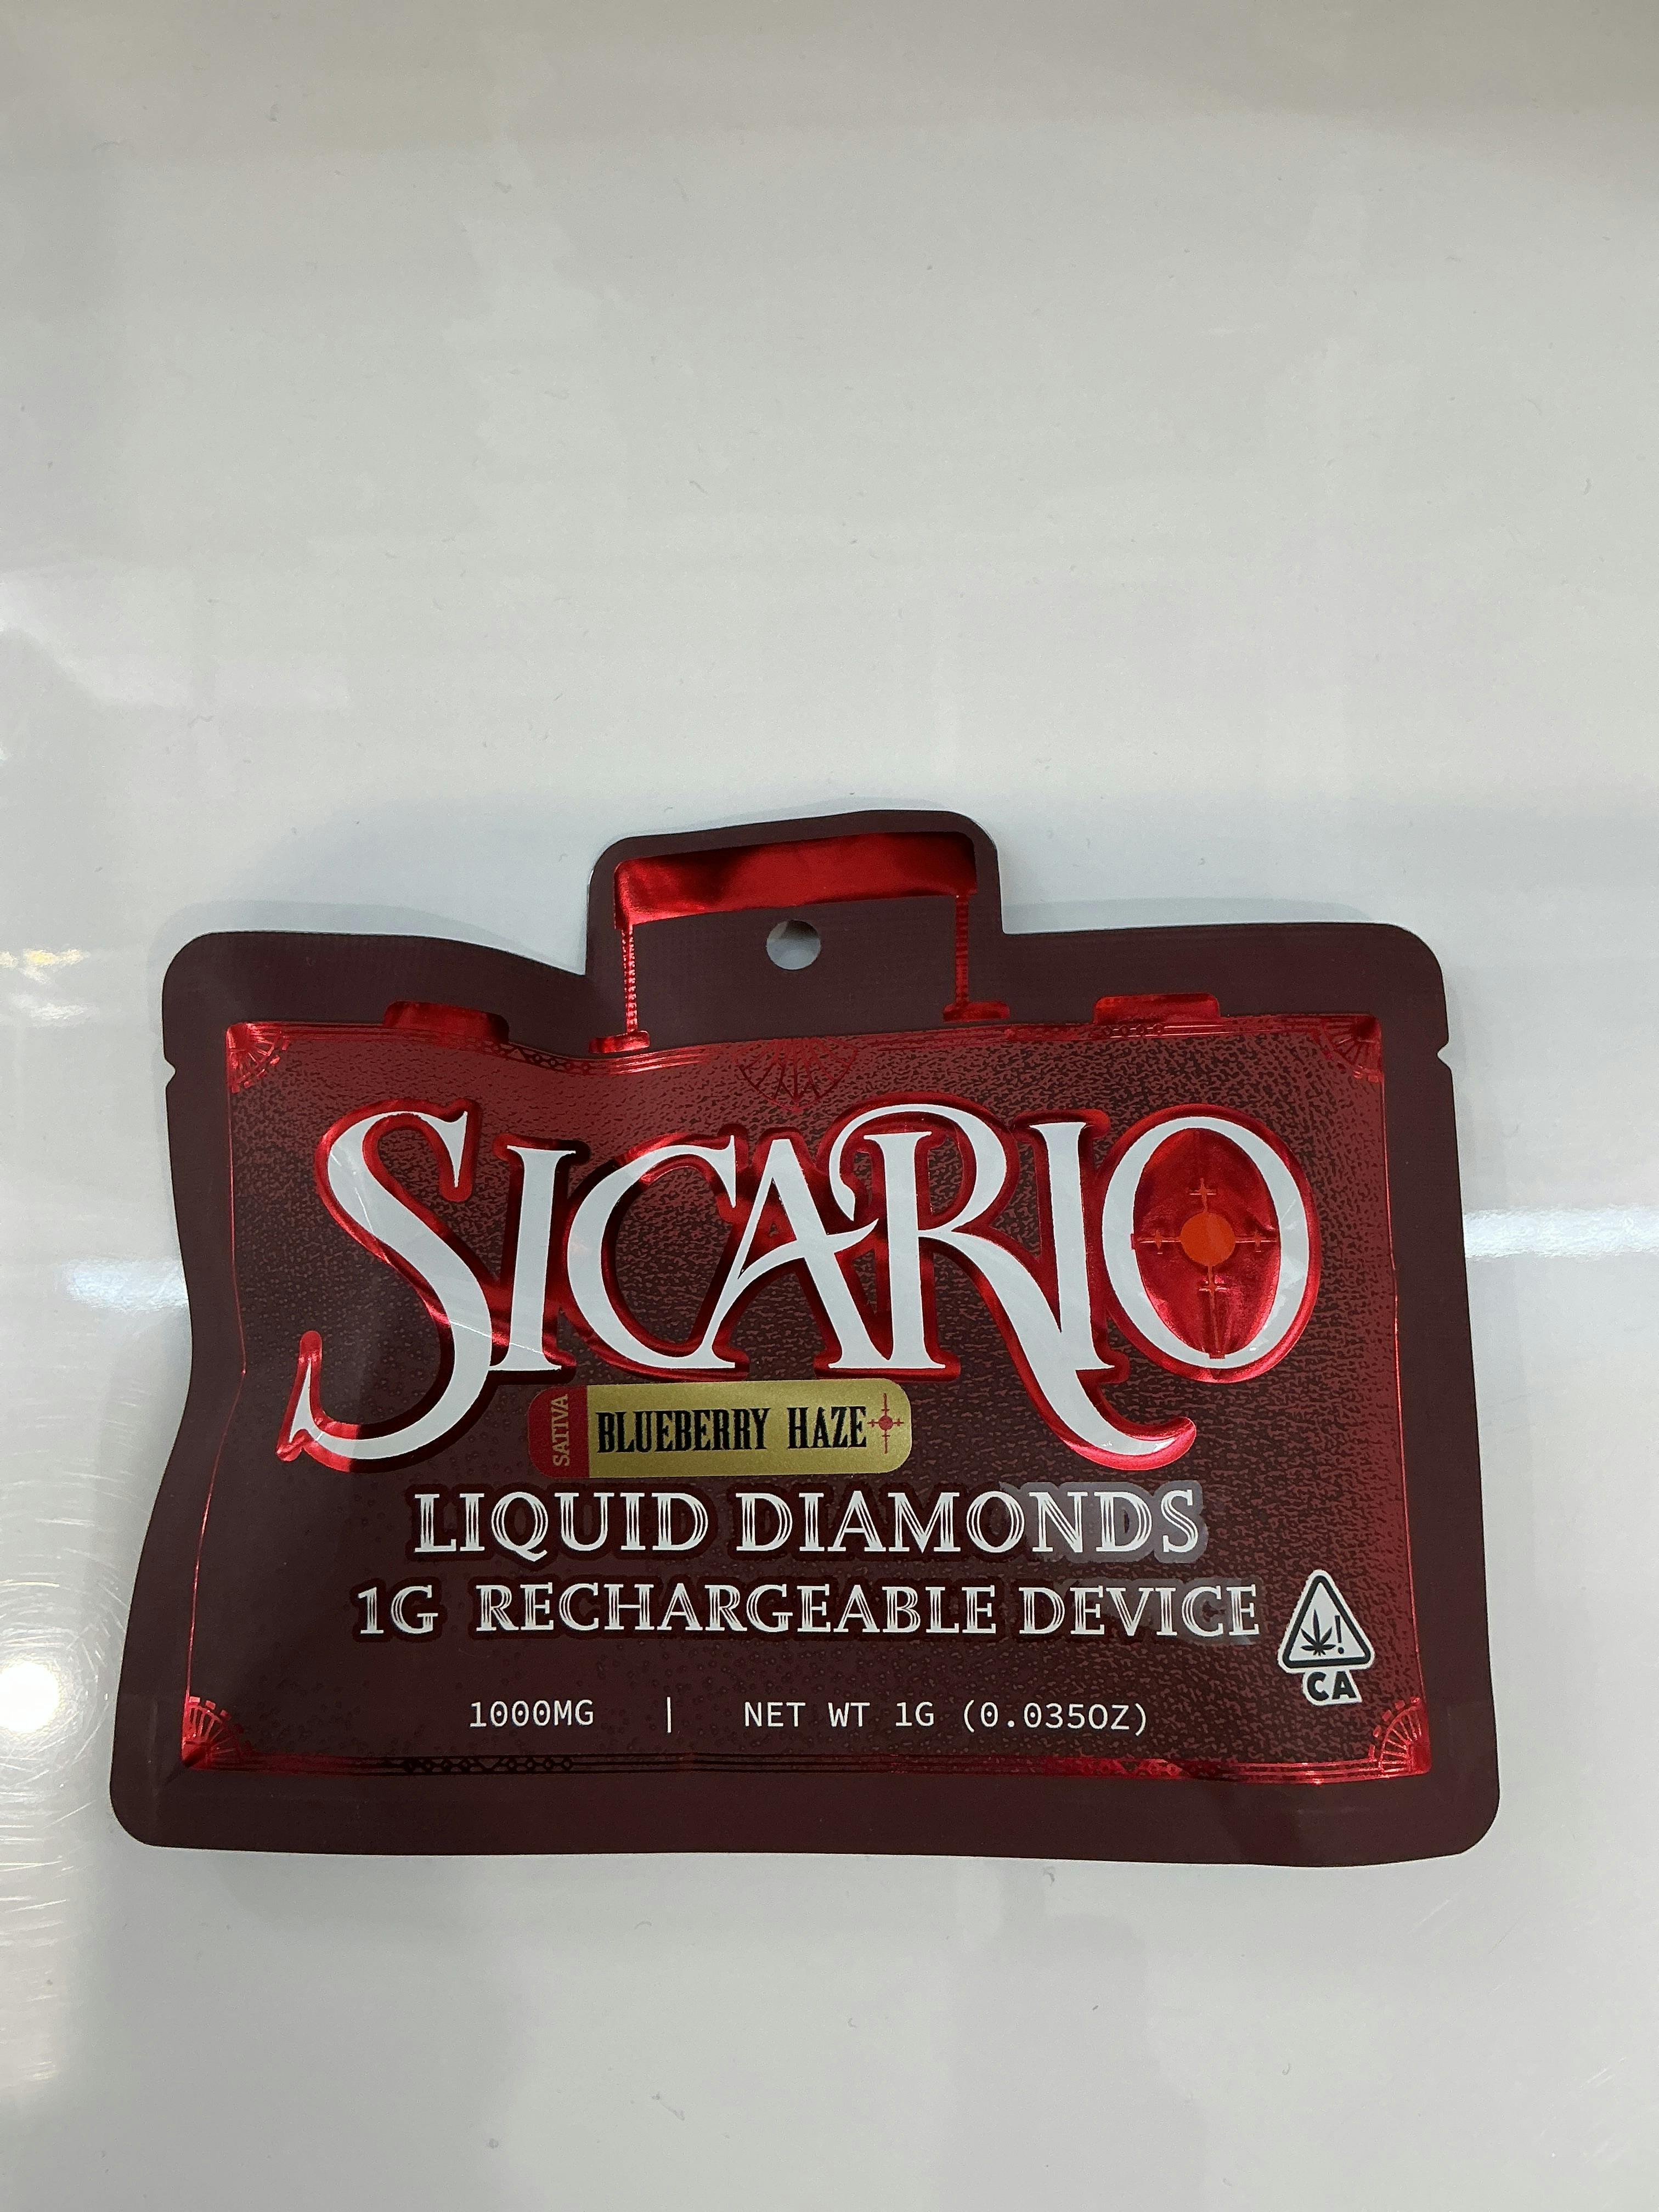 SICARIO
SATIVA
BLUEBERRY HAZE
LIQUID DIAMONDS
1G RECHARGEABLE DEVICE
!
CA
1000MG | NET WT 1G (0.035OZ)